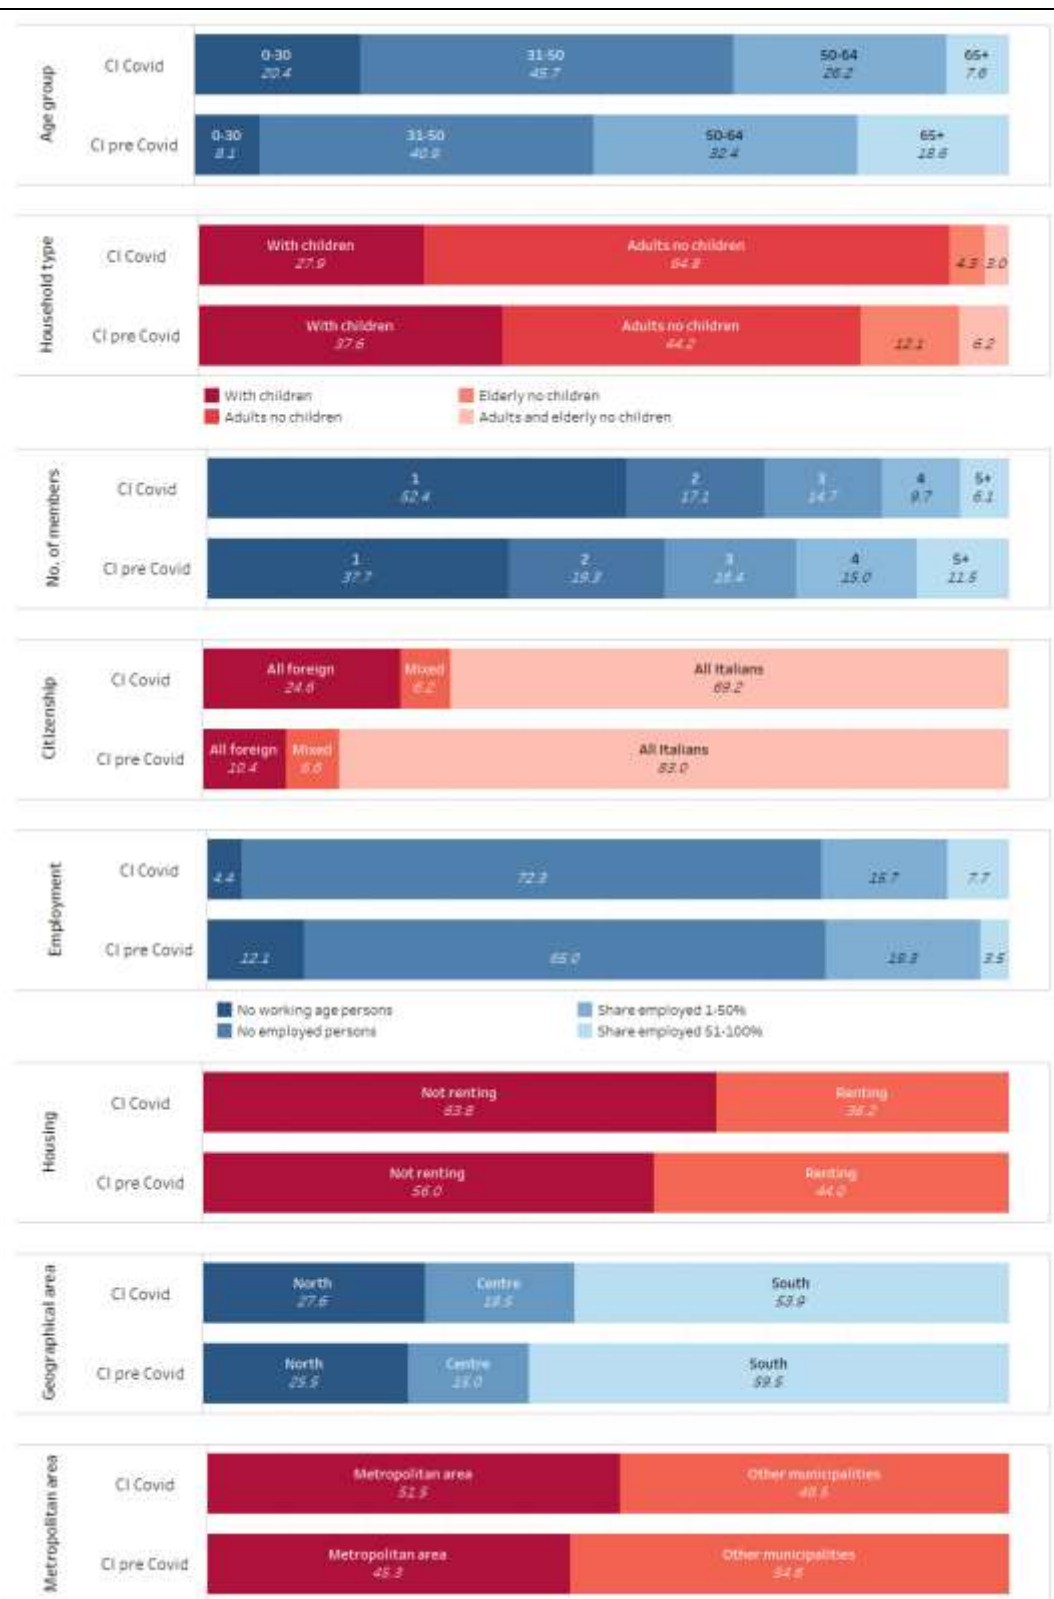 Age group
CI Covid
0-30 31-50 50-64 65+
20.4 45.7 26.2 7.6
CI pre Covid
0-30 31-50 50-64 65+
8.1 40.9 32.4 18.6
Household type
CI Covid
With children Adults no children
27.9 64.8 4.3 3.0
CI pre Covid
With children Adults no children
37.6 44.2 12.1 6.2
With children Elderly no children
Adults no children Adults and elderly no children
No. of members
CI Covid
1 2 3 4 5+
52.4 17.1 14.7 9.7 6.1
CI pre Covid
1 2 3 4 5+
37.7 19.3 16.4 15.0 11.5
Citizenship
CI Covid
All foreign Mixed All Italians
24.6 6.2 69.2
CI pre Covid
All foreign Mixed All Italians
10.4 6.6 83.0
Employment
CI Covid
4.4 72.3 15.7 7.7
CI pre Covid
12.1 65.0 19.3 3.5
No working age persons Share employed 1-50%
No employed persons Share employed 51-100%
Housing
CI Covid
Not renting Renting
63.8 36.2
CI pre Covid
Not renting Renting
56.0 44.0
Geographical area
CI Covid
North Centre South
27.6 18.5 53.9
CI pre Covid
North Centre South
25.5 15.0 59.5
Metropolitan area
CI Covid
Metropolitan area Other municipalities
51.5 48.5
CI pre Covid
Metropolitan area Other municipalities
45.3 54.6